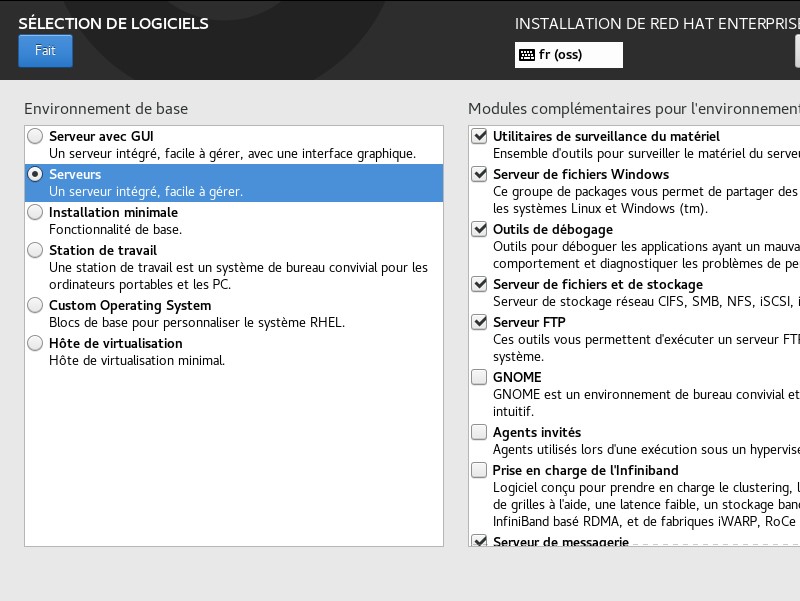 SÉLECTION DE LOGICIELS
Fait
INSTALLATION DE RED HAT ENTERPRISE
fr (oss)
Environnement de base
Serveur avec GUI
Un serveur intégré, facile à gérer, avec une interface graphique.
Serveurs
Un serveur intégré, facile à gérer.
Installation minimale
Fonctionnalité de base.
Station de travail
Une station de travail est un système de bureau convivial pour les
ordinateurs portables et les PC.
Custom Operating System
Blocs de base pour personnaliser le système RHEL.
Hôte de virtualisation
Hôte de virtualisation minimal.
Modules complémentaires pour l'environnement
Utilitaires de surveillance du matériel
Ensemble d'outils pour surveiller le matériel du
Serveur de fichiers Windows
Ce groupe de packages vous permet de partager des
les systèmes Linux et Windows (tm).
Outils de débogage
Outils pour déboguer les applications ayant un
comportement et diagnostiquer les problèmes de
Serveur de fichiers et de stockage
Serveur de stockage réseau CIFS, SMB, NFS, iSCSI,
Serveur FTP
Ces outils vous permettent d'exécuter un serveur
système.
GNOME
GNOME est un environnement de bureau convivial et
intuitif.
Agents invités
Agents utilisés lors d'une exécution sous un
Prise en charge de l'Infiniband
Logiciel conçu pour prendre en charge le clustering,
de grilles à l'aide, une latence faible, un stockage
InfiniBand basé RDMA, et de fabriques iWARP, RoCe
Serveur de messagerie